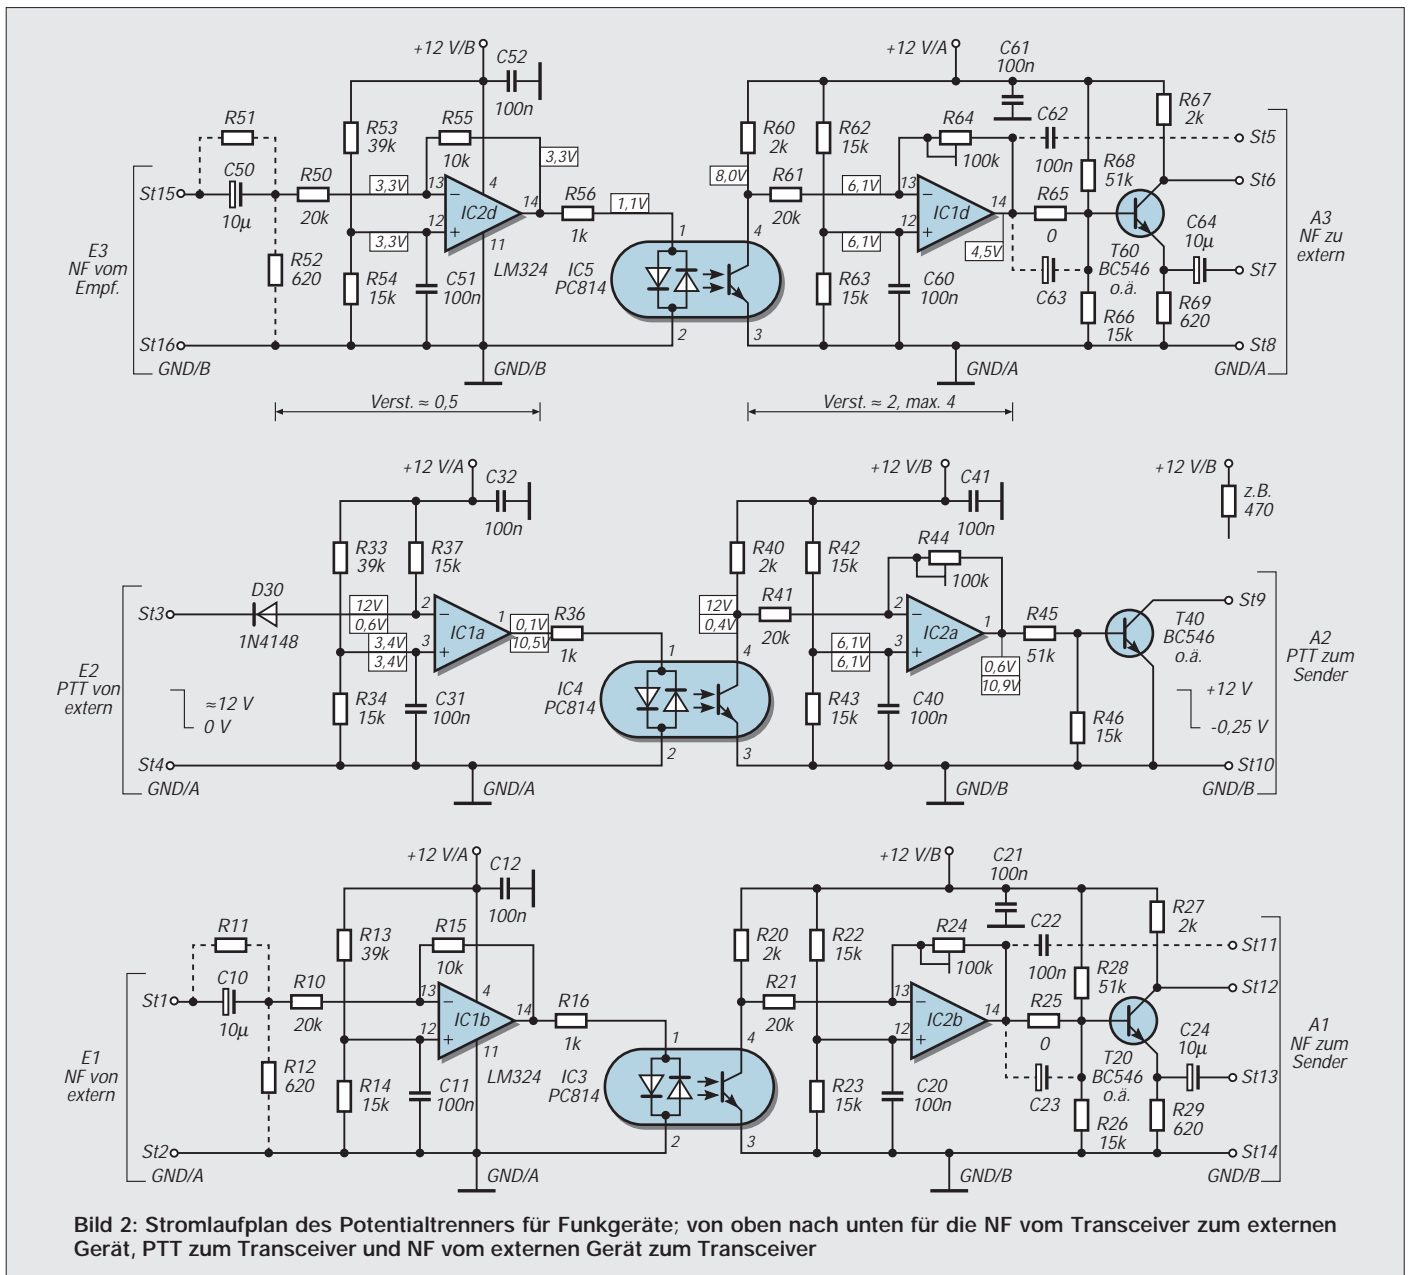 +12 V/B
C52
100n
R51
R53
39k
R55
10k
3,3V
C50
10µ
R50
20k
St15
3,3V
13
4
14
12
11
IC2d
R56
1k
1,1V
3,3V
LM324
E3
NF vom
Empf.
R52
620
R54
15k
C51
100n
IC5
PC814
1
2
4
3
St16
GND/B
GND/B
Verst. ≈ 0,5
+12 V/A
C61
100n
R60
2k
R62
15k
R64
100k
C62
100n
R67
2k
St5
8,0V
R61
20k
6,1V
13
12
14
IC1d
R68
51k
R65
0
St6
6,1V
4,5V
T60
BC546
o.ä.
C64
10µ
A3
NF zu
extern
St7
R63
15k
C60
100n
C63
R66
15k
R69
620
St8
GND/A
GND/A
Verst. ≈ 2, max. 4
+12 V/A
C32
100n
R33
39k
R37
15k
D30
1N4148
St3
12V
0,6V
2
3
1
IC1a
0,1V
10,5V
R36
1k
3,4V
3,4V
E2
PTT von
extern
≈12 V
0 V
R34
15k
C31
100n
IC4
PC814
1
2
4
3
St4
GND/A
GND/A
+12 V/B
C41
100n
+12 V/B
z.B.
470
R40
2k
R42
15k
R44
100k
12V
0,4V
R41
20k
2
3
1
IC2a
R45
51k
6,1V
6,1V
0,6V
10,9V
T40
BC546
o.ä.
St9
A2
PTT zum
Sender
+12 V
-0,25 V
R43
15k
C40
100n
R46
15k
St10
GND/B
GND/B
+12 V/A
C12
100n
R11
R13
39k
R15
10k
C10
10µ
R10
20k
St1
13
4
14
12
11
IC1b
R16
1k
LM324
E1
NF von
extern
R12
620
R14
15k
C11
100n
IC3
PC814
1
2
4
3
St2
GND/A
GND/A
+12 V/B
C21
100n
R20
2k
R22
15k
R24
100k
C22
100n
R27
2k
St11
R21
20k
13
12
14
IC2b
R28
51k
R25
0
St12
T20
BC546
o.ä.
C24
10µ
A1
NF zum
Sender
St13
R23
15k
C20
100n
C23
R26
15k
R29
620
St14
GND/B
GND/B
Bild 2: Stromlaufplan des Potentialtrenners für Funkgeräte; von oben nach unten für die NF vom Transceiver zum externen
Gerät, PTT zum Transceiver und NF vom externen Gerät zum Transceiver